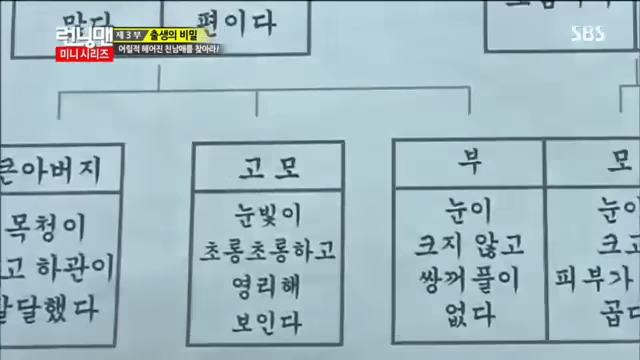 런닝맨
미니시리즈
제3부 출생의 비밀
어릴적 헤어진 친남매를 찾아라!
SBS
편이다
큰아버지
목청이
하관이
발달했다
고모
눈빛이
초롱초롱하고
영리해
보인다
부
눈이
크지 않고
쌍꺼풀이
없다
모
눈이
크고
피부가
곱다